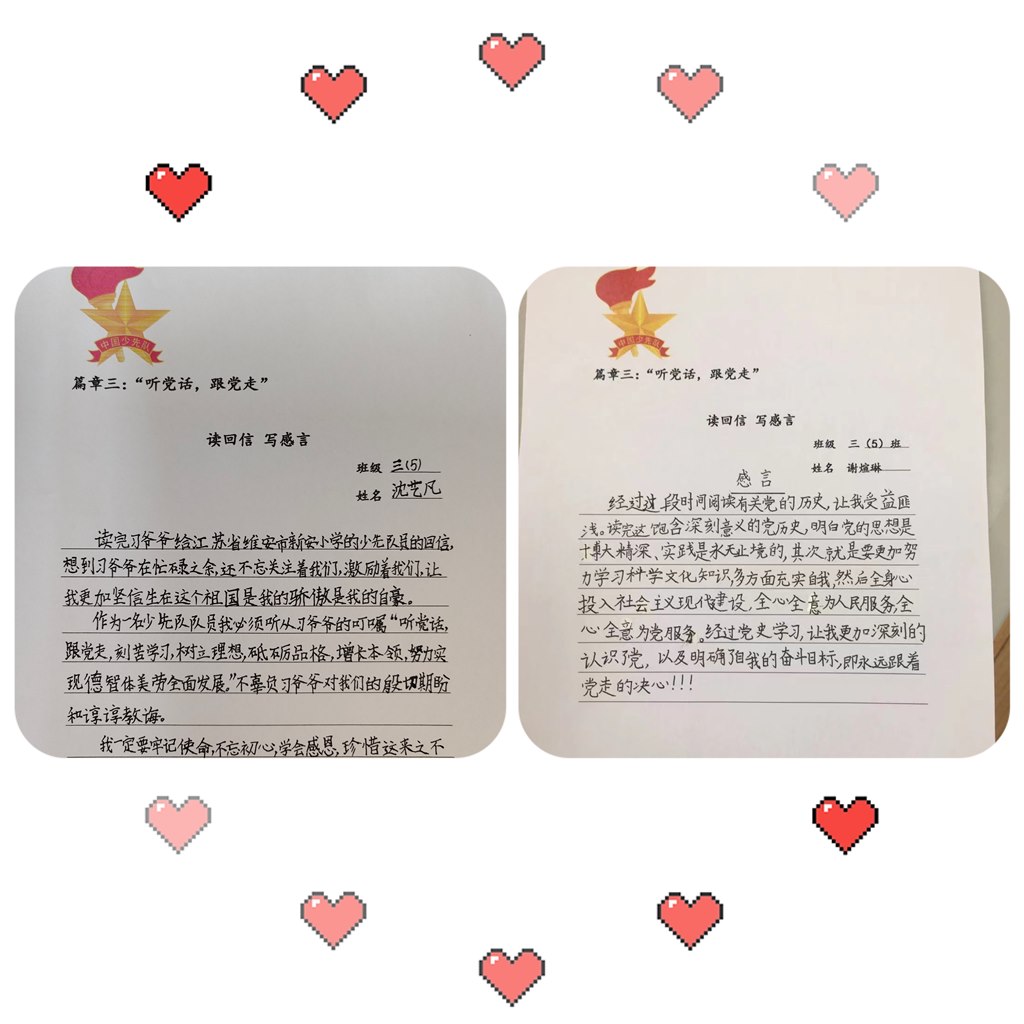 中国少先队
篇章三：“听党话，跟党走”
读回信 写感言
班级 三(5)
姓名 沈艺凡
读完习爷爷给江苏省维安市新安小学的少先队员的回信,
想到习爷爷在忙碌之余,还不忘关注着我们,激励着我们,让
我更加坚信生在这个祖国是我的骄傲是我的自豪。
作为一名少先队队员我必须听从习爷爷的叮嘱“听党话,
跟党走,刻苦学习,树立理想,砥砺品格,增长本领,努力实
现德智体美劳全面发展。”不辜负习爷爷对我们的殷切期盼
和谆谆教诲。
我一定要牢记使命,不忘初心,学会感恩,珍惜这来之不
中国少先队
篇章三：“听党话，跟党走”
读回信 写感言
班级 三（5）班
姓名 谢煊琳
感言
经过这段时间阅读有关党的历史,让我受益匪
浅。读完这饱含深刻意义的党历史,明白党的思想是
博大精深、实践是永无止境的,其次就是要更加努
力学习科学文化知识,多方面充实自我,然后全身心
投入社会主义现代建设,全心全意为人民服务,全
心全意为党服务。经过党史学习,让我更加深刻的
认识了党，以及明确了自我的奋斗目标,即永远跟着
党走的决心!!!